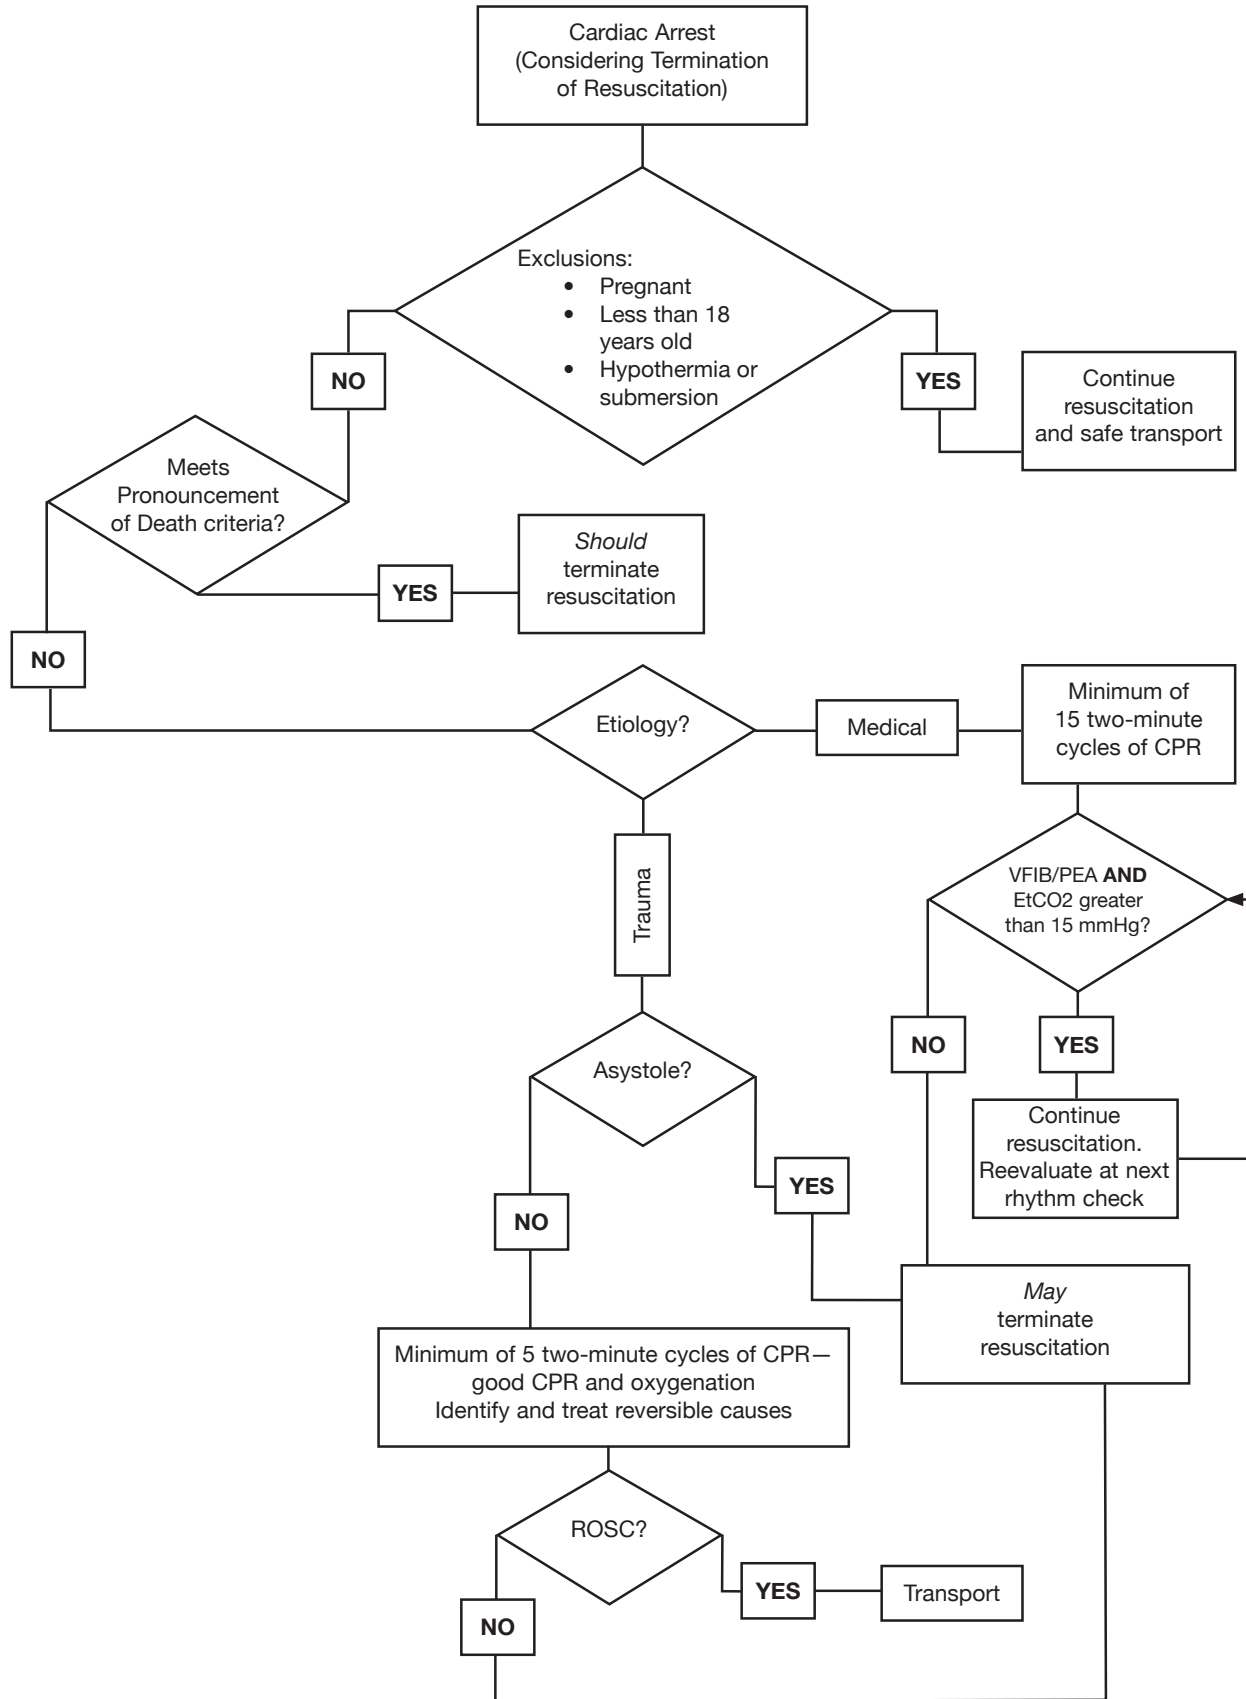 Cardiac Arrest
(Considering Termination
of Resuscitation)
Exclusions:
• Pregnant
• Less than 18
years old
• Hypothermia or
submersion
NO
YES
Continue
resuscitation
and safe transport
Meets
Pronouncement
of Death criteria?
YES
Should
terminate
resuscitation
NO
Etiology?
Medical
Minimum of
15 two-minute
cycles of CPR
Trauma
VFIB/PEA AND
EtCO2 greater
than 15 mmHg?
NO
YES
Continue
resuscitation.
Reevaluate at next
rhythm check
Asystole?
YES
NO
May
terminate
resuscitation
Minimum of 5 two-minute cycles of CPR—
good CPR and oxygenation
Identify and treat reversible causes
ROSC?
YES
Transport
NO